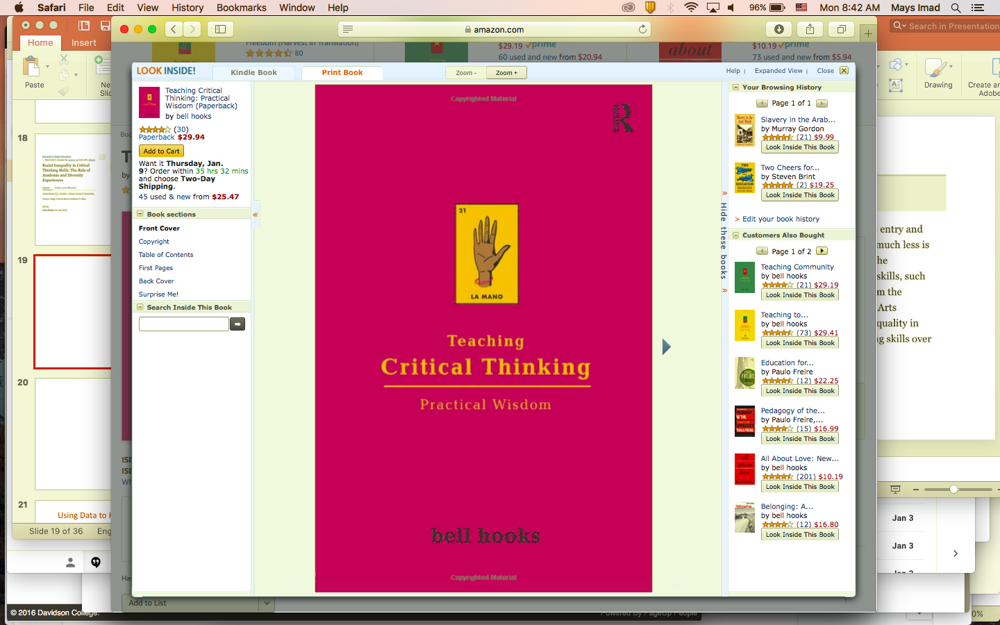 Safari File Edit View History Bookmarks Window Help
96% Mon 8:42 AM Mays Imad
Home Insert
Search in Presentation
amazon.com
Freedom (Harvest in Translation)
80
$29.19 prime
60 used and new from $20.94
about
$10.19 prime
73 used and new from $5.94
Paste
Drawing
Create an
Adobe
18
Racial Inequality in Critical
Thinking Skills: The Role of
Academic and Diversity
Experiences
19
20
21
Using Data to
Slide 19 of 36
LOOK INSIDE!
Kindle Book
Print Book
Zoom -
Zoom +
Help | Expanded View | Close
Teaching Critical
Thinking: Practical
Wisdom (Paperback)
by bell hooks
(30)
Paperback $29.94
Add to Cart
Want it Thursday, Jan.
9? Order within 35 hrs 32 mins
and choose Two-Day
Shipping.
45 used & new from $25.47
Book sections
Front Cover
Copyright
Table of Contents
First Pages
Back Cover
Surprise Me!
Search Inside This Book
Copyrighted Material
ROUTLEDGE
21
LA MANO
Teaching
Critical Thinking
Practical Wisdom
bell hooks
Copyrighted Material
» Hide these books »
Your Browsing History
Page 1 of 1
Slavery in the Arab...
by Murray Gordon
(21) $9.99
Look Inside This Book
Two Cheers for...
by Steven Brint
(2) $19.25
Look Inside This Book
> Edit your book history
Customers Also Bought
Page 1 of 2
Teaching Community
by bell hooks
(21) $29.19
Look Inside This Book
Teaching to...
by bell hooks
(73) $29.41
Look Inside This Book
Education for...
by Paulo Freire
(12) $22.25
Look Inside This Book
Pedagogy of the...
by Paulo Freire,...
(15) $16.99
Look Inside This Book
All About Love: New...
by bell hooks
(201) $10.19
Look Inside This Book
Belonging: A...
by bell hooks
(12) $16.80
Look Inside This Book
entry and
much less is
skills, such
m the
Arts
quality in
skills over
Jan 3
Jan 3
Add to List
© 2016 Davidson College.
Powered By PageUp People